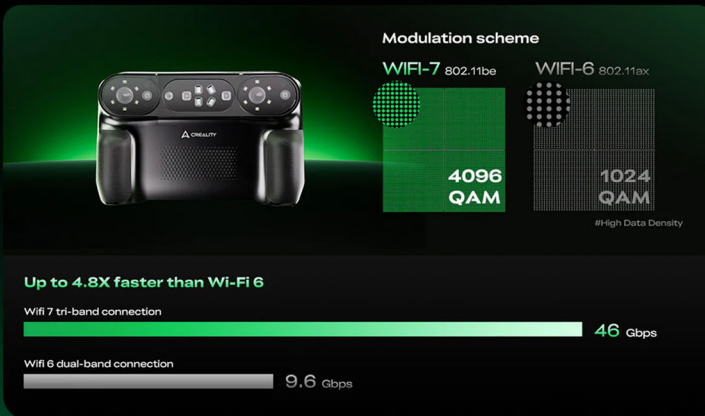 Modulation scheme
WIFI-7 802.11be
WIFI-6 802.11ax
CREALITY
4096
QAM
1024
QAM
#High Data Density
Up to 4.8X faster than Wi-Fi 6
Wifi 7 tri-band connection
46 Gbps
Wifi 6 dual-band connection
9.6 Gbps